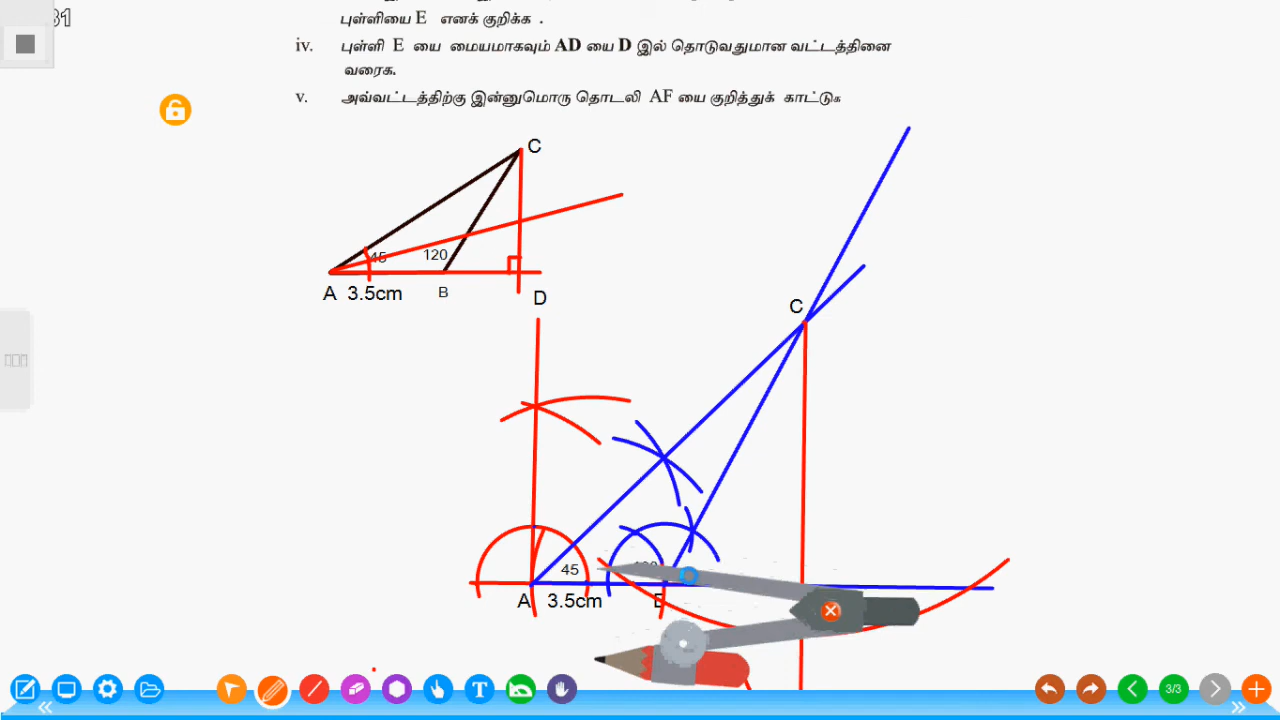 31
புள்ளியை E எனக் குறிக்க .
iv. புள்ளி E யை மையமாகவும் AD யை D இல் தொடுவதுமான வட்டத்தினை
வரைக.
v. அவ்வட்டத்திற்கு இன்னுமொரு தொடலி AF யை குறித்துக் காட்டுக
C
45
120
A 3.5cm B D
C
45
A 3.5cm
3/3